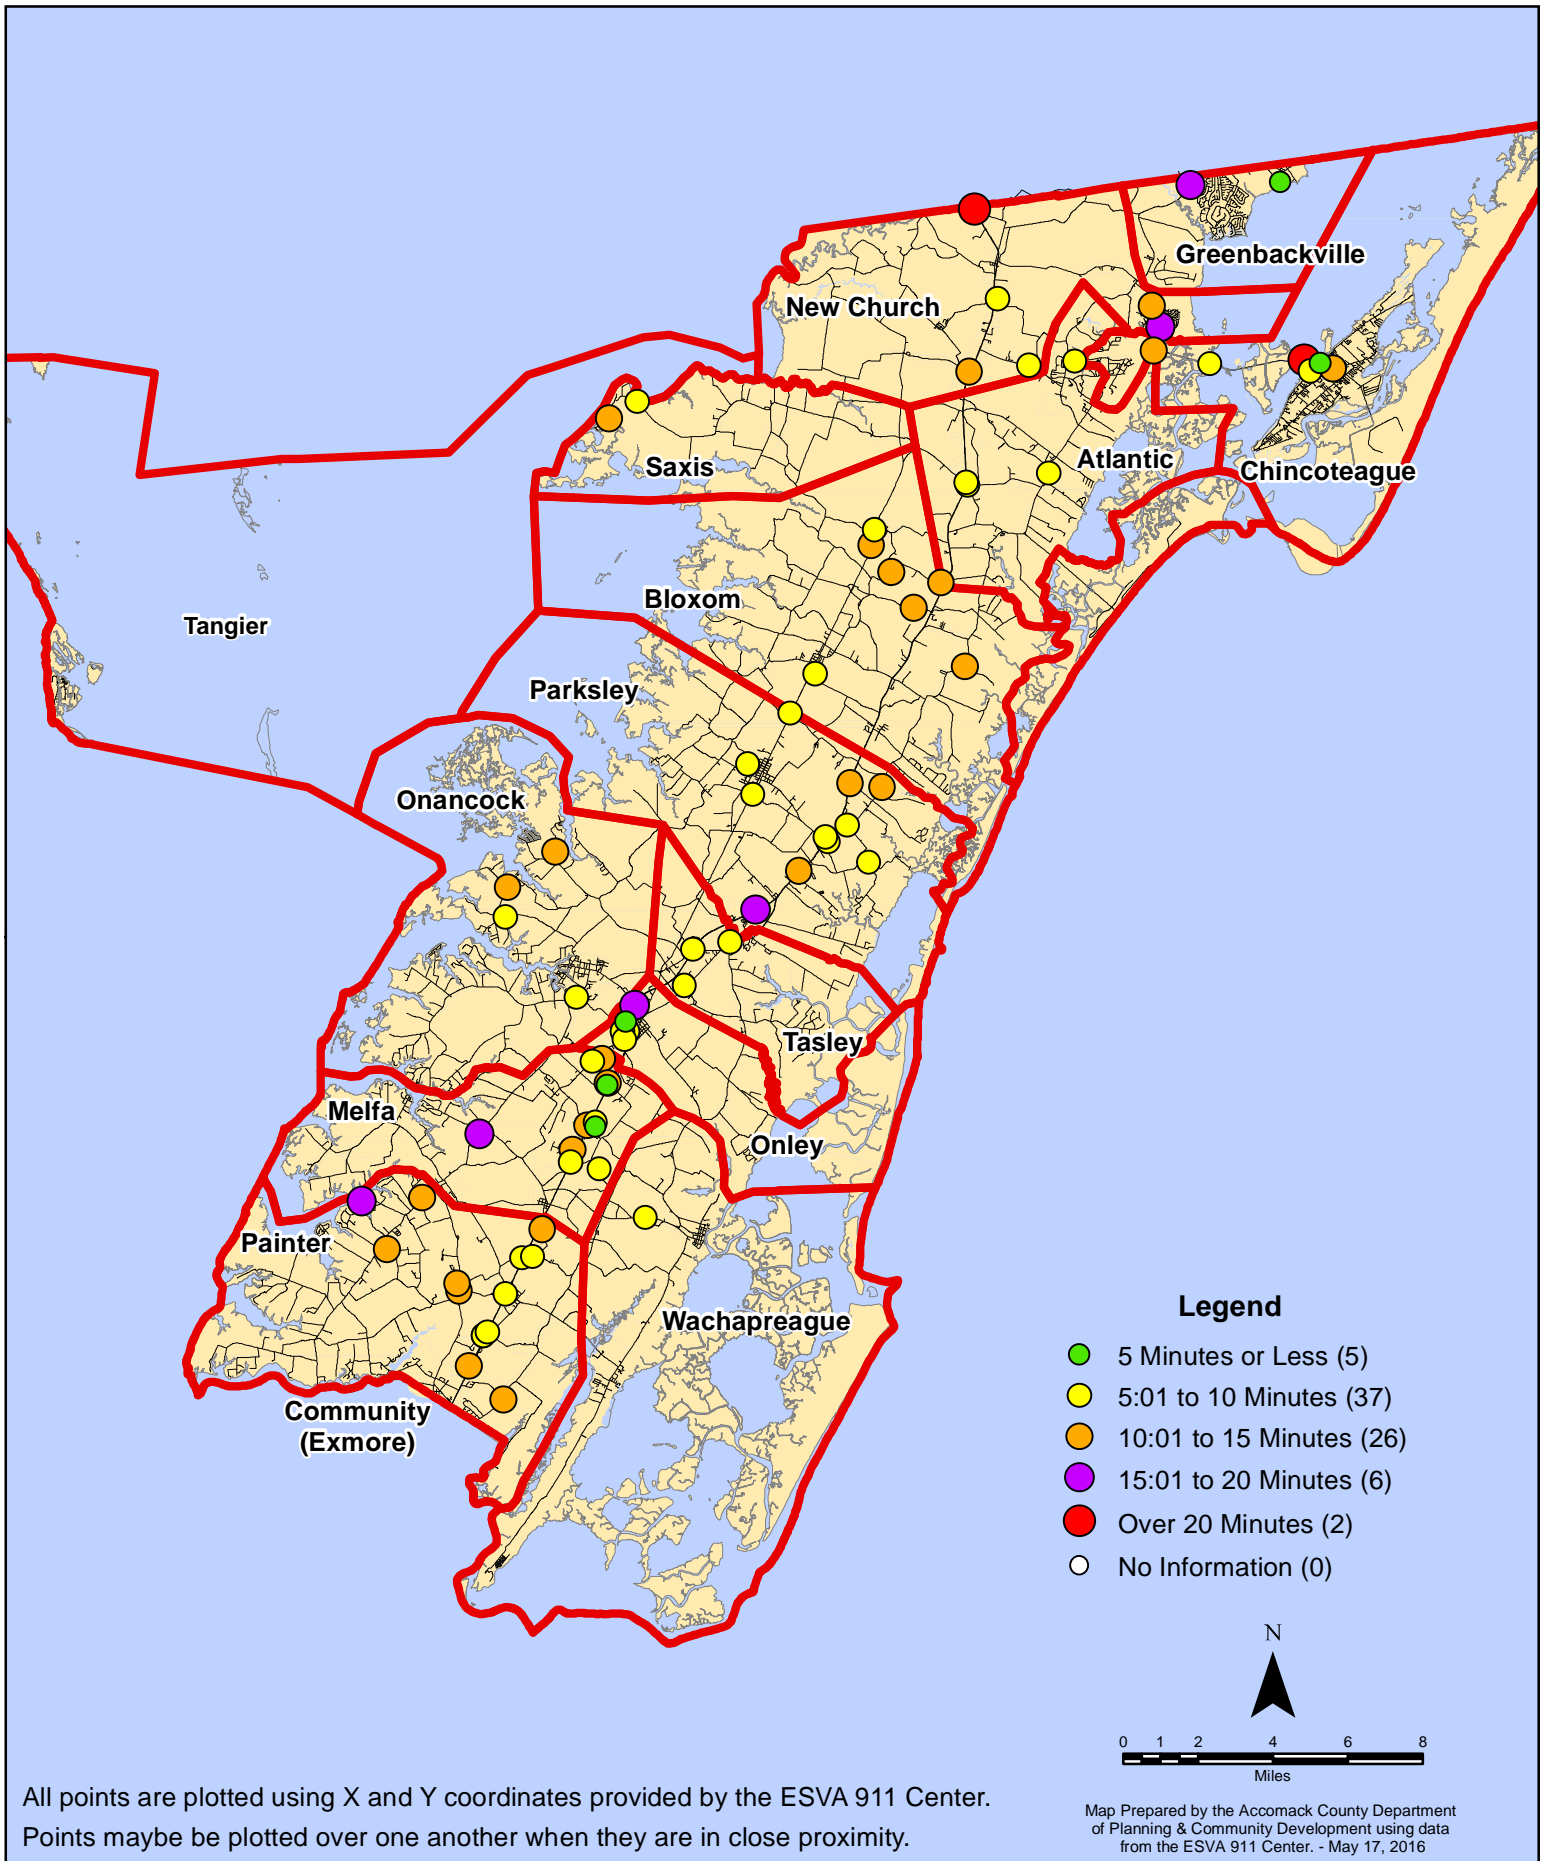 Greenbackville
New Church
Saxis
Atlantic
Chincoteague
Bloxom
Tangier
Parksley
Onancock
Tasley
Melfa
Onley
Painter
Wachapreague
Community
(Exmore)
Legend
5 Minutes or Less (5)
5:01 to 10 Minutes (37)
10:01 to 15 Minutes (26)
15:01 to 20 Minutes (6)
Over 20 Minutes (2)
No Information (0)
N
0 1 2 4 6 8
Miles
All points are plotted using X and Y coordinates provided by the ESVA 911 Center.
Points maybe be plotted over one another when they are in close proximity.
Map Prepared by the Accomack County Department
of Planning & Community Development using data
from the ESVA 911 Center. - May 17, 2016